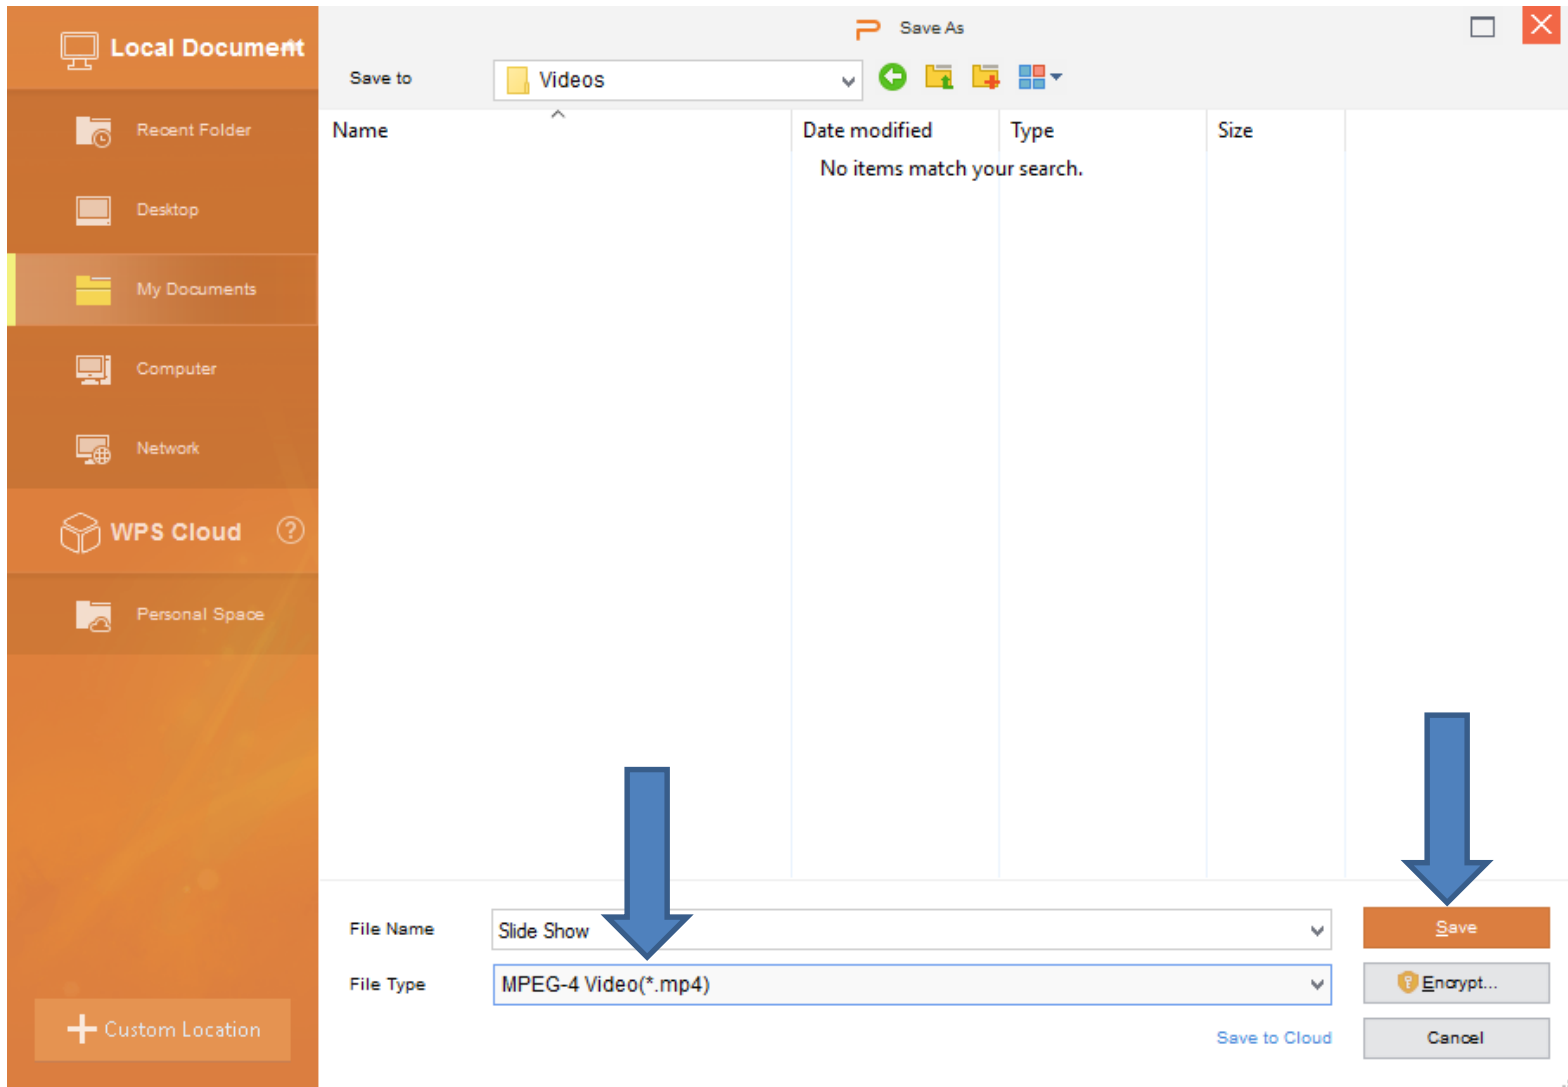 Local Document
Recent Folder
Desktop
My Documents
Computer
Network
WPS Cloud ?
Personal Space
+ Custom Location
Save As
Save to Videos
Name Date modified Type Size
No items match your search.
File Name Slide Show
File Type MPEG-4 Video(*.mp4)
Save to Cloud
Save
Encrypt...
Cancel